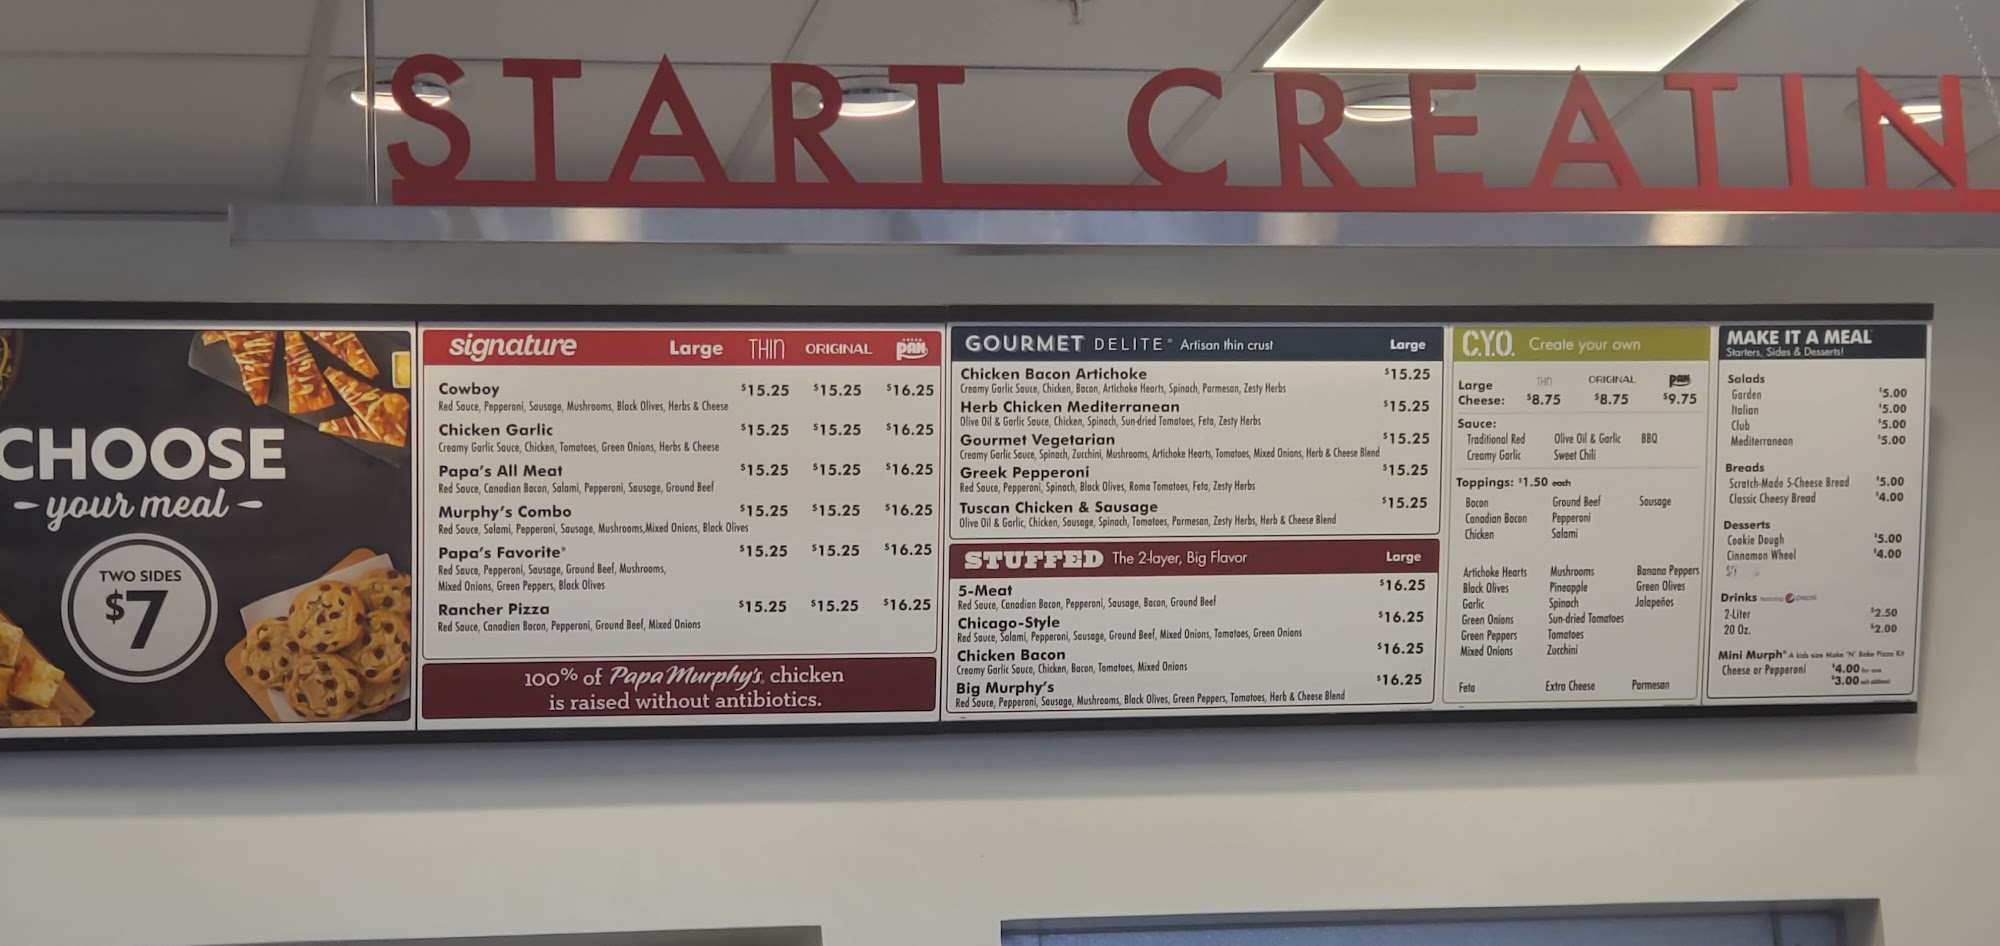 START CREATIN
CHOOSE
- your meal -
TWO SIDES
$7
signature Large THIN ORIGINAL PAN
Cowboy $15.25 $15.25 $16.25
Red Sauce, Pepperoni, Sausage, Mushrooms, Black Olives, Herbs & Cheese
Chicken Garlic $15.25 $15.25 $16.25
Creamy Garlic Sauce, Chicken, Tomatoes, Green Onions, Herbs & Cheese
Papa's All Meat $15.25 $15.25 $16.25
Red Sauce, Canadian Bacon, Salami, Pepperoni, Sausage, Ground Beef
Murphy's Combo $15.25 $15.25 $16.25
Red Sauce, Salami, Pepperoni, Sausage, Mushrooms,Mixed Onions, Black Olives
Papa's Favorite® $15.25 $15.25 $16.25
Red Sauce, Pepperoni, Sausage, Ground Beef, Mushrooms,
Mixed Onions, Green Peppers, Black Olives
Rancher Pizza $15.25 $15.25 $16.25
Red Sauce, Canadian Bacon, Pepperoni, Ground Beef, Mixed Onions
100% of Papa Murphy's chicken
is raised without antibiotics.
GOURMET DELITE® Artisan thin crust Large
Chicken Bacon Artichoke $15.25
Creamy Garlic Sauce, Chicken, Bacon, Artichoke Hearts, Spinach, Parmesan, Zesty Herbs
Herb Chicken Mediterranean $15.25
Olive Oil & Garlic Sauce, Chicken, Spinach, Sun-dried Tomatoes, Feta, Zesty Herbs
Gourmet Vegetarian $15.25
Creamy Garlic Sauce, Spinach, Zucchini, Mushrooms, Artichoke Hearts, Tomatoes, Mixed Onions, Herb & Cheese Blend
Greek Pepperoni $15.25
Red Sauce, Pepperoni, Spinach, Black Olives, Roma Tomatoes, Feta, Zesty Herbs
Tuscan Chicken & Sausage $15.25
Olive Oil & Garlic, Chicken, Sausage, Spinach, Tomatoes, Parmesan, Zesty Herbs, Herb & Cheese Blend
STUFFED The 2-layer, Big Flavor Large
5-Meat $16.25
Red Sauce, Canadian Bacon, Pepperoni, Sausage, Bacon, Ground Beef
Chicago-Style $16.25
Red Sauce, Salami, Pepperoni, Sausage, Ground Beef, Mixed Onions, Tomatoes, Green Onions
Chicken Bacon $16.25
Creamy Garlic Sauce, Chicken, Bacon, Tomatoes, Mixed Onions
Big Murphy's $16.25
Red Sauce, Pepperoni, Sausage, Mushrooms, Black Olives, Green Peppers, Tomatoes, Herb & Cheese Blend
C.Y.O. Create your own
Large THIN ORIGINAL PAN
Cheese: $8.75 $8.75 $9.75
Sauce:
Traditional Red Olive Oil & Garlic BBQ
Creamy Garlic Sweet Chili
Toppings: $1.50 each
Bacon Ground Beef Sausage
Canadian Bacon Pepperoni
Chicken Salami
Artichoke Hearts Mushrooms Banana Peppers
Black Olives Pineapple Green Olives
Garlic Spinach Jalapeños
Green Onions Sun-dried Tomatoes
Green Peppers Tomatoes
Mixed Onions Zucchini
Feta Extra Cheese Parmesan
MAKE IT A MEAL
Starters, Sides & Desserts!
Salads
Garden $5.00
Italian $5.00
Club $5.00
Mediterranean $5.00
Breads
Scratch-Made 5-Cheese Bread $5.00
Classic Cheesy Bread $4.00
Desserts
Cookie Dough $5.00
Cinnamon Wheel $4.00
Drinks featuring pepsi
2-Liter $2.50
20 Oz. $2.00
Mini Murph® A kids size Make 'N' Bake Pizza Kit
Cheese or Pepperoni $4.00 for one
$3.00 each additional